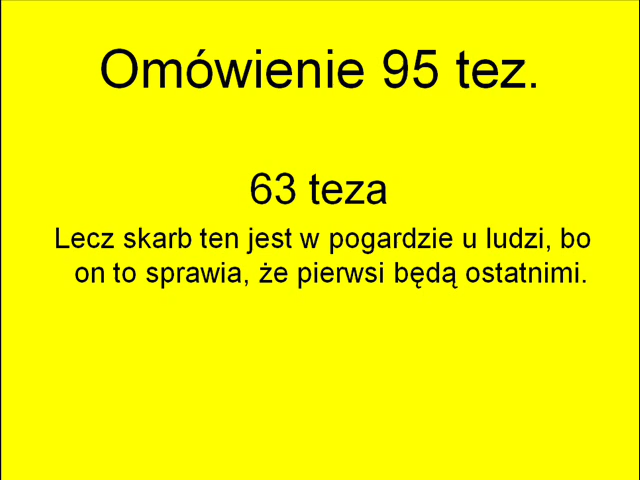 Omówienie 95 tez.
63 teza
Lecz skarb ten jest w pogardzie u ludzi, bo
on to sprawia, że pierwsi będą ostatnimi.